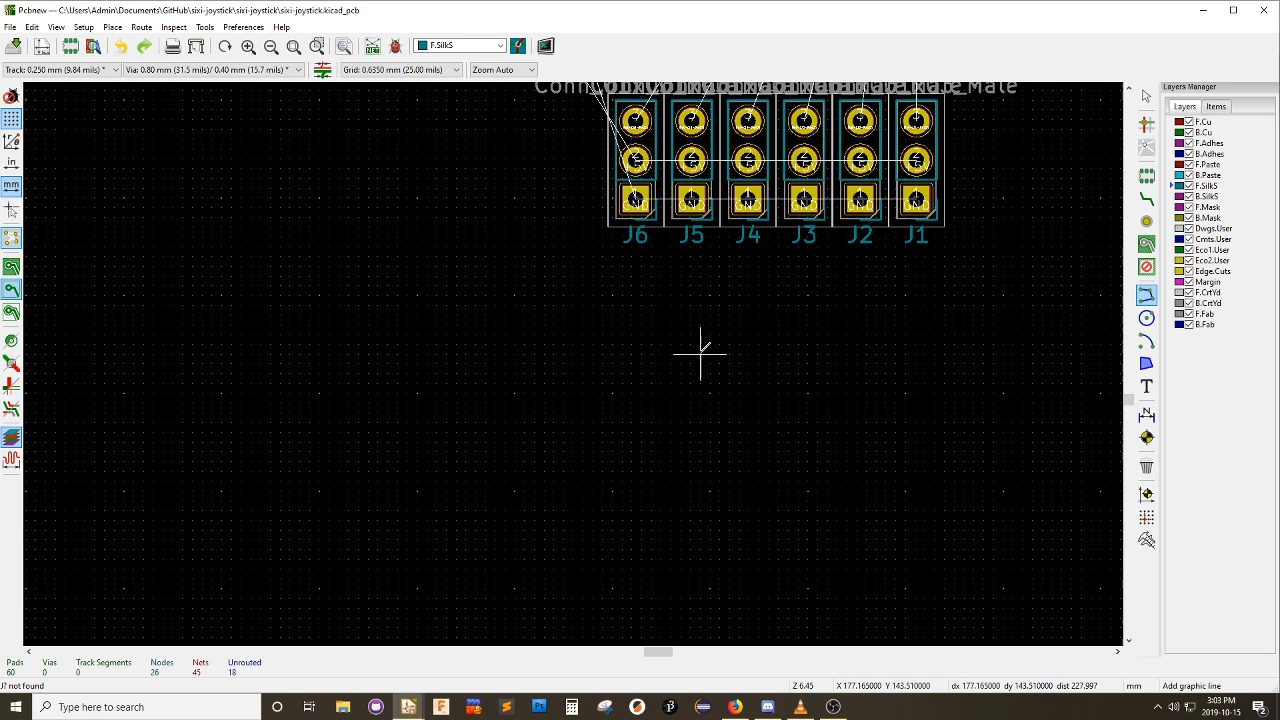 Pcbnew — C:\Users\Admin\Documents\GitHub\sixi-joystick\sixi-joystick\sixi-joystick.kicad_pcb
File Edit View Setup Place Route Inspect Tools Preferences Help
F.SilkS
Track: 0.250 mm (9.84 mils) * Via: 0.80 mm (31.5 mils)/ 0.40 mm (15.7 mils) * Grid: 0.6350 mm (25.00 mils) Zoom Auto
Layers Manager
Layers Items
F.Cu
B.Cu
F.Adhes
B.Adhes
F.Paste
B.Paste
F.SilkS
B.SilkS
F.Mask
B.Mask
Dwgs.User
Cmts.User
Eco1.User
Eco2.User
Edge.Cuts
Margin
F.CrtYd
B.CrtYd
F.Fab
B.Fab
in
mm
Male
J6 J5 J4 J3 J2 J1
Pads Vias Track Segments Nodes Nets Unrouted
60 0 0 26 45 18
J? not found Z 6.45 X 177.165000 Y 143.510000 dx 177.165000 dy 143.510000 dist 227.997 mm Add graphic line
Type here to search
3:03 PM
2019-10-15
2